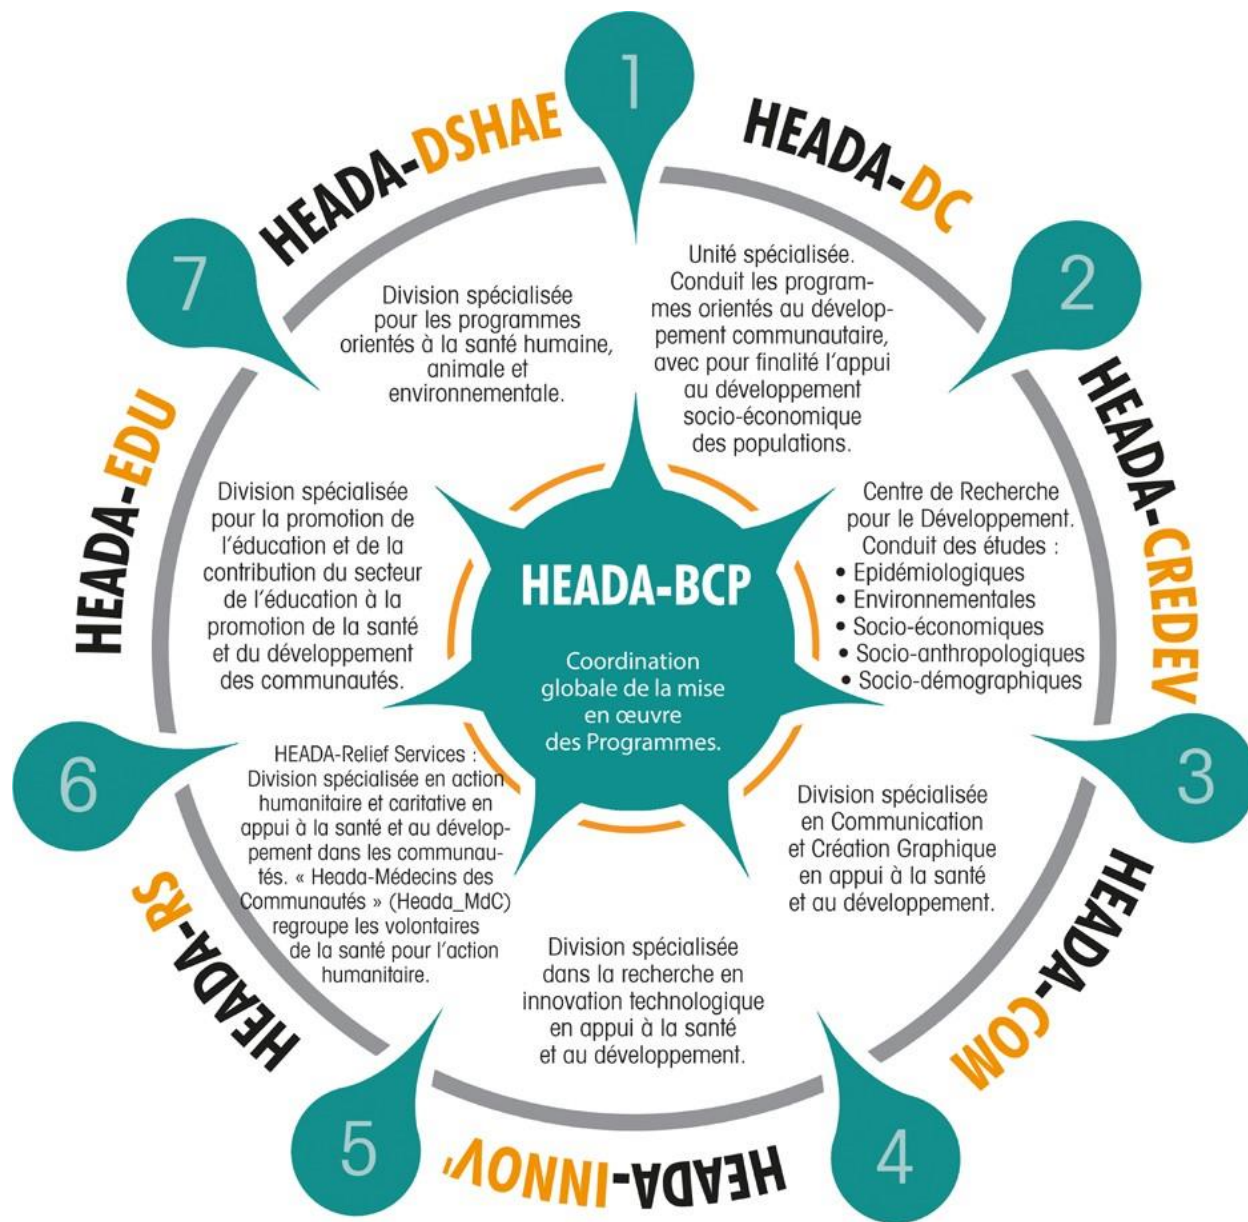 1
HEADA-DC
Unité spécialisée.
Conduit les program-
mes orientés au dévelop-
pement communautaire,
avec pour finalité l'appui
au développement
socio-économique
des populations.
2
HEADA-CREDEV
Centre de Recherche
pour le Développement.
Conduit des études :
• Epidémiologiques
• Environnementales
• Socio-économiques
• Socio-anthropologiques
• Socio-démographiques
3
HEADA-COM
Division spécialisée
en Communication
et Création Graphique
en appui à la santé
et au développement.
4
HEADA-INNOV'
Division spécialisée
dans la recherche en
innovation technologique
en appui à la santé
et au développement.
5
HEADA-RS
HEADA-Relief Services :
Division spécialisée en action
humanitaire et caritative en
appui à la santé et au dévelop-
pement dans les communau-
tés. « Heada-Médecins des
Communautés » (Heada_MdC)
regroupe les volontaires
de la santé pour l'action
humanitaire.
6
HEADA-EDU
Division spécialisée
pour la promotion de
l'éducation et de la
contribution du secteur
de l'éducation à la
promotion de la santé
et du développement
des communautés.
7
HEADA-DSHAE
Division spécialisée
pour les programmes
orientés à la santé humaine,
animale et
environnementale.
HEADA-BCP
Coordination
globale de la mise
en œuvre
des Programmes.